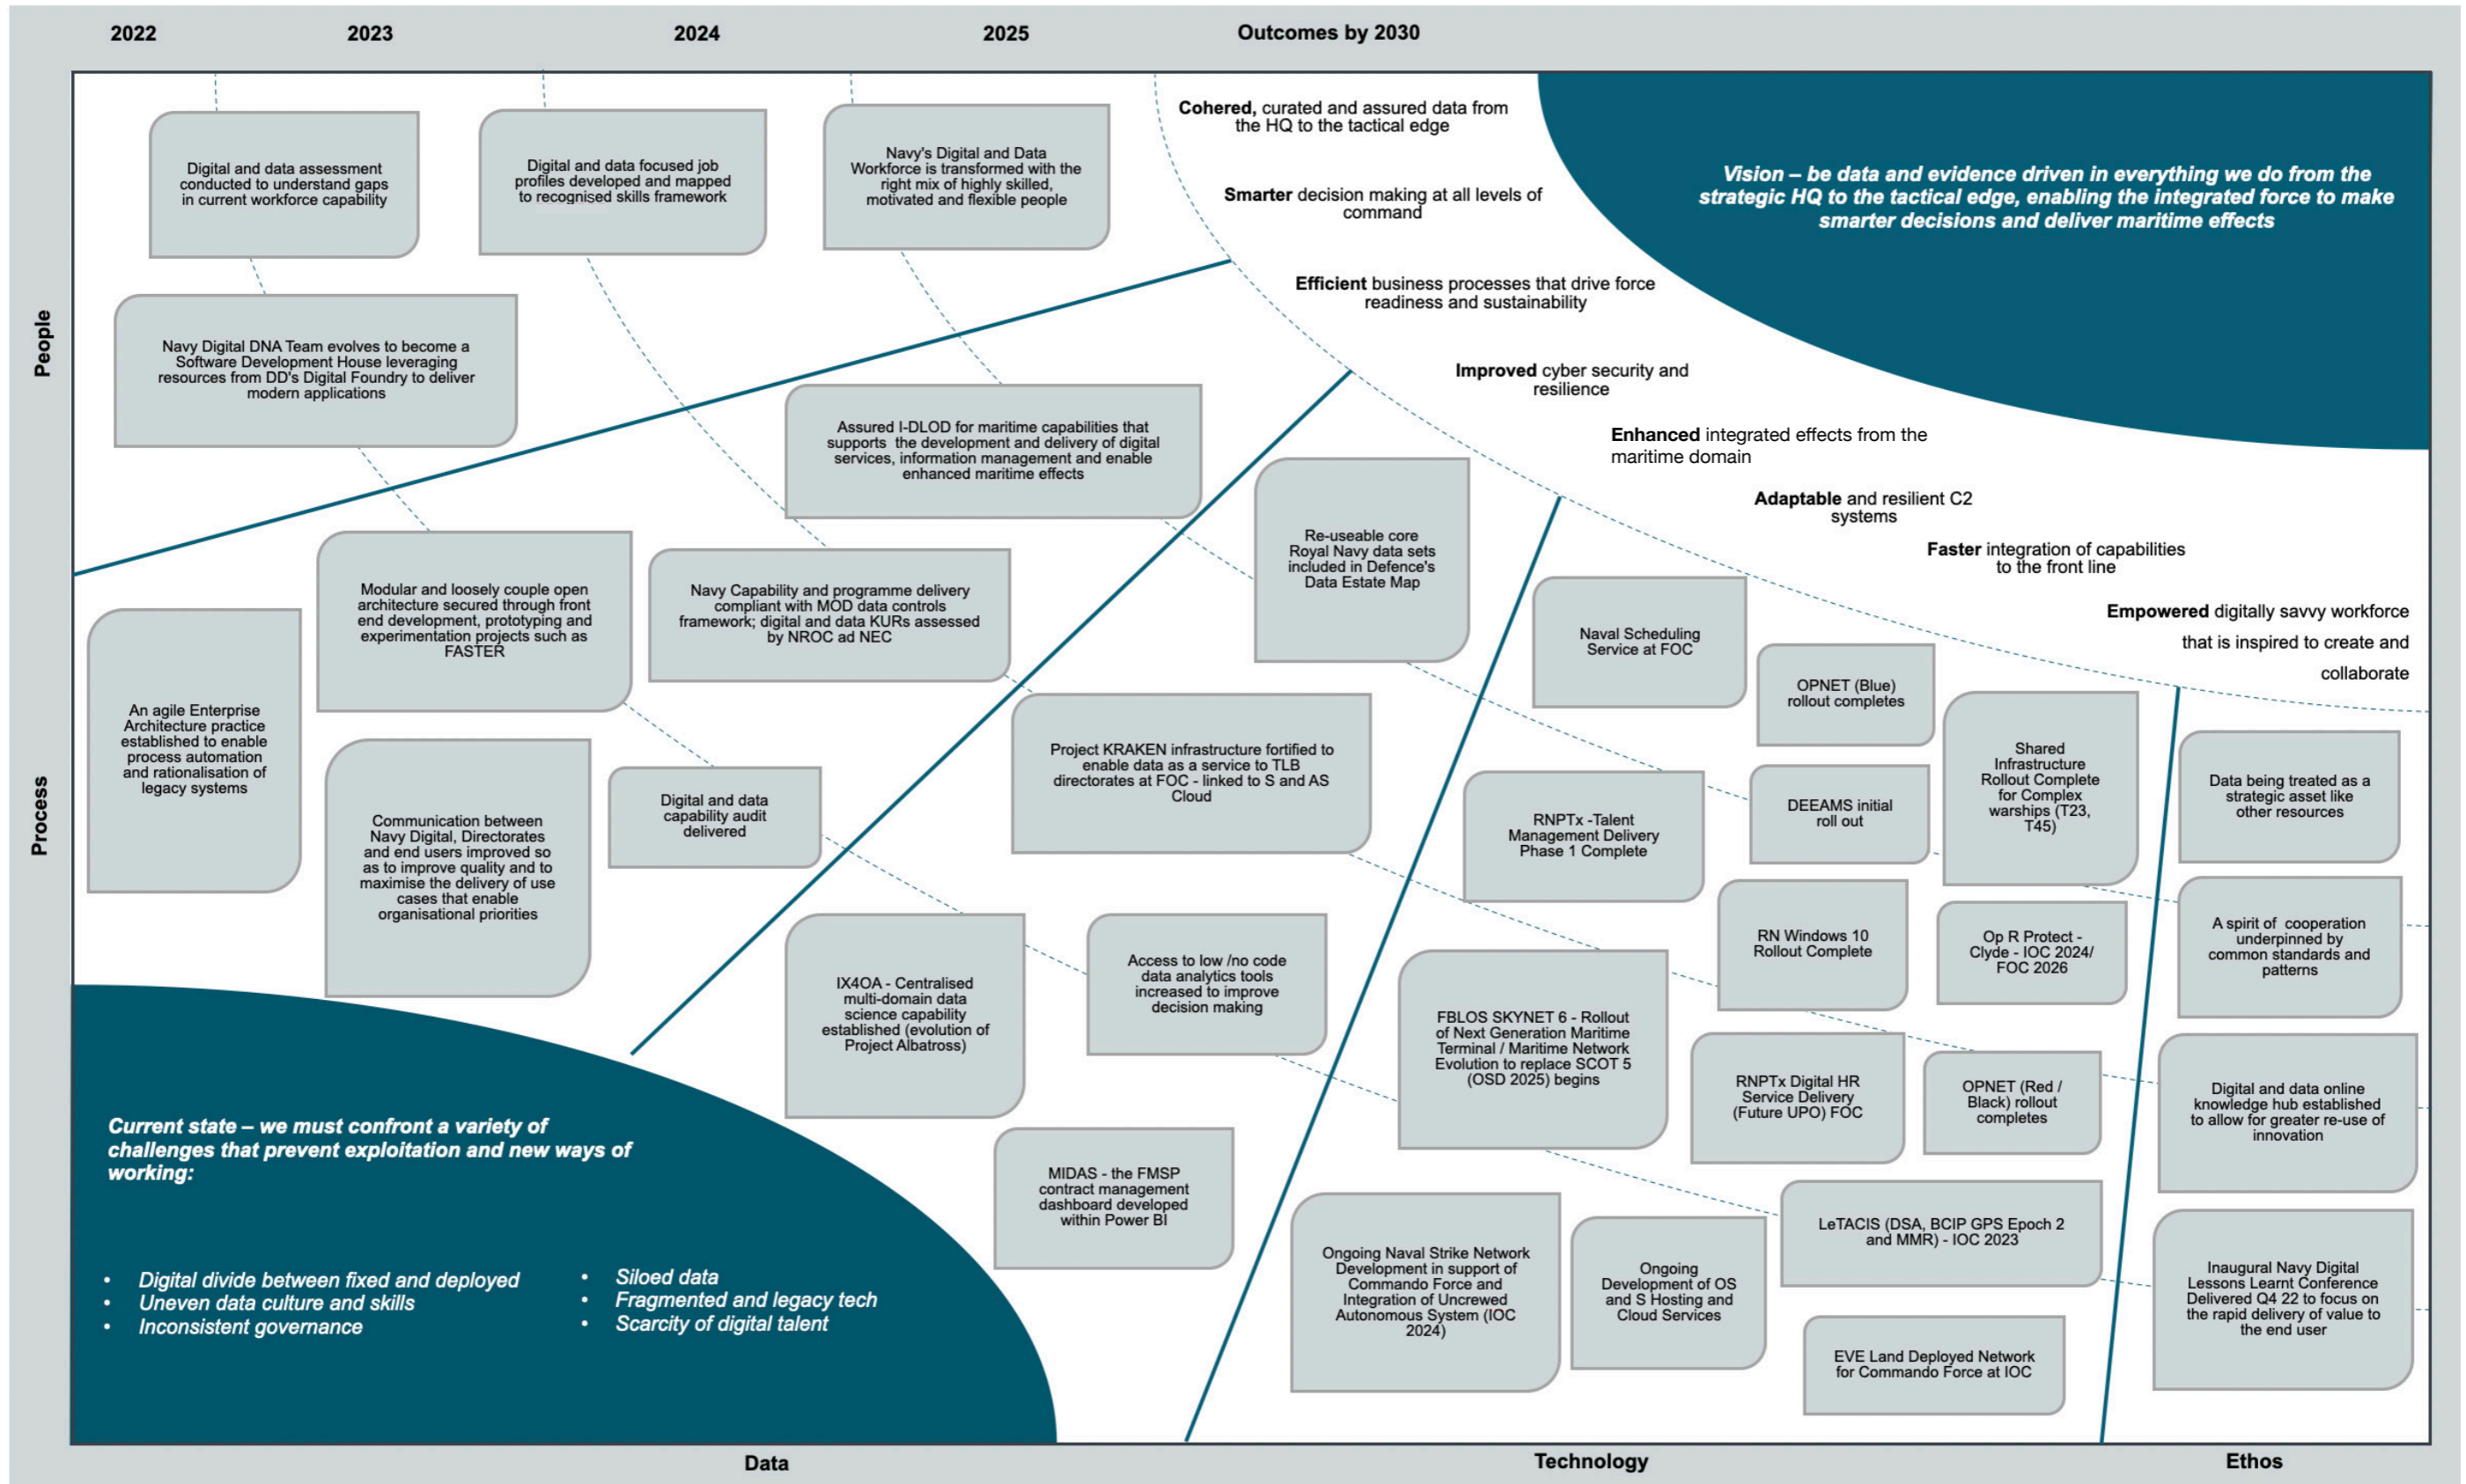 2022
2023
2024
2025
Outcomes by 2030
People
Process
Digital and data assessment
conducted to understand gaps
in current workforce capability
Digital and data focused job
profiles developed and mapped
to recognised skills framework
Navy's Digital and Data
Workforce is transformed with the
right mix of highly skilled,
motivated and flexible people
Navy Digital DNA Team evolves to become a
Software Development House leveraging
resources from DD's Digital Foundry to deliver
modern applications
Cohered, curated and assured data from
the HQ to the tactical edge
Smarter decision making at all levels of
command
Efficient business processes that drive force
readiness and sustainability
Improved cyber security and
resilience
Enhanced integrated effects from the
maritime domain
Adaptable and resilient C2
systems
Faster integration of capabilities
to the front line
Empowered digitally savvy workforce
that is inspired to create and
collaborate
Vision – be data and evidence driven in everything we do from the
strategic HQ to the tactical edge, enabling the integrated force to make
smarter decisions and deliver maritime effects
Assured I-DLOD for maritime capabilities that
supports the development and delivery of digital
services, information management and enable
enhanced maritime effects
Modular and loosely couple open
architecture secured through front
end development, prototyping and
experimentation projects such as
FASTER
Navy Capability and programme delivery
compliant with MOD data controls
framework; digital and data KURs assessed
by NROC ad NEC
An agile Enterprise
Architecture practice
established to enable
process automation
and rationalisation of
legacy systems
Communication between
Navy Digital, Directorates
and end users improved so
as to improve quality and to
maximise the delivery of use
cases that enable
organisational priorities
Digital and data
capability audit
delivered
Re-useable core
Royal Navy data sets
included in Defence's
Data Estate Map
Project KRAKEN infrastructure fortified to
enable data as a service to TLB
directorates at FOC - linked to S and AS
Cloud
IX4OA - Centralised
multi-domain data
science capability
established (evolution of
Project Albatross)
Access to low /no code
data analytics tools
increased to improve
decision making
MIDAS - the FMSP
contract management
dashboard developed
within Power BI
Naval Scheduling
Service at FOC
OPNET (Blue)
rollout completes
Shared
Infrastructure
Rollout Complete
for Complex
warships (T23,
T45)
RNPTx -Talent
Management Delivery
Phase 1 Complete
DEEAMS initial
roll out
RN Windows 10
Rollout Complete
Op R Protect -
Clyde - IOC 2024/
FOC 2026
FBLOS SKYNET 6 - Rollout
of Next Generation Maritime
Terminal / Maritime Network
Evolution to replace SCOT 5
(OSD 2025) begins
RNPTx Digital HR
Service Delivery
(Future UPO) FOC
OPNET (Red /
Black) rollout
completes
Ongoing Naval Strike Network
Development in support of
Commando Force and
Integration of Uncrewed
Autonomous System (IOC
2024)
Ongoing
Development of OS
and S Hosting and
Cloud Services
LeTACIS (DSA, BCIP GPS Epoch 2
and MMR) - IOC 2023
EVE Land Deployed Network
for Commando Force at IOC
Data being treated as a
strategic asset like
other resources
A spirit of cooperation
underpinned by
common standards and
patterns
Digital and data online
knowledge hub established
to allow for greater re-use of
innovation
Inaugural Navy Digital
Lessons Learnt Conference
Delivered Q4 22 to focus on
the rapid delivery of value to
the end user
Current state – we must confront a variety of
challenges that prevent exploitation and new ways of
working:
• Digital divide between fixed and deployed
• Uneven data culture and skills
• Inconsistent governance
• Siloed data
• Fragmented and legacy tech
• Scarcity of digital talent
Data
Technology
Ethos